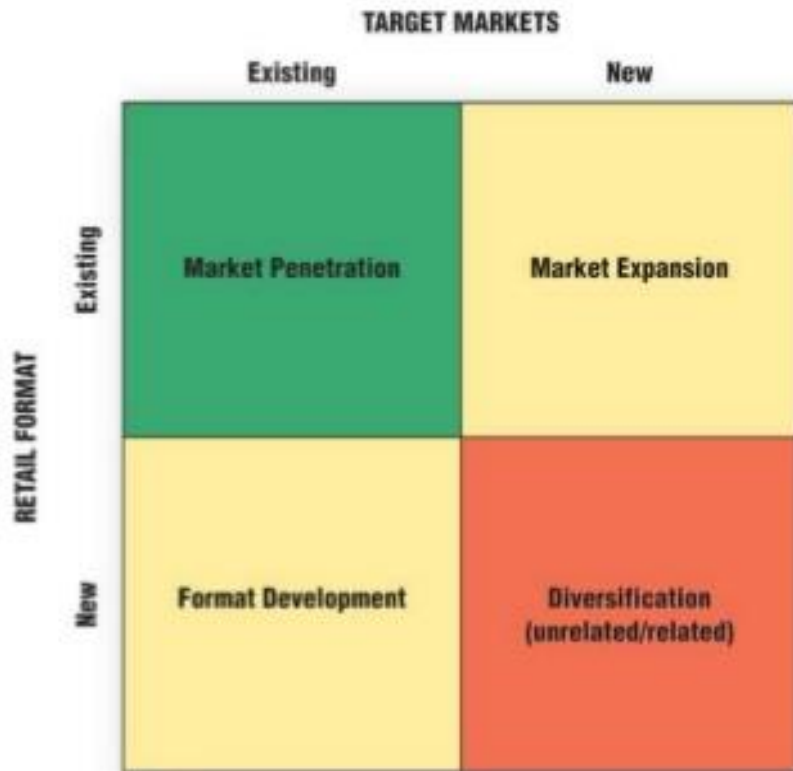 TARGET MARKETS
Existing New
Existing
Market Penetration Market Expansion
RETAIL FORMAT
New
Format Development Diversification
(unrelated/related)